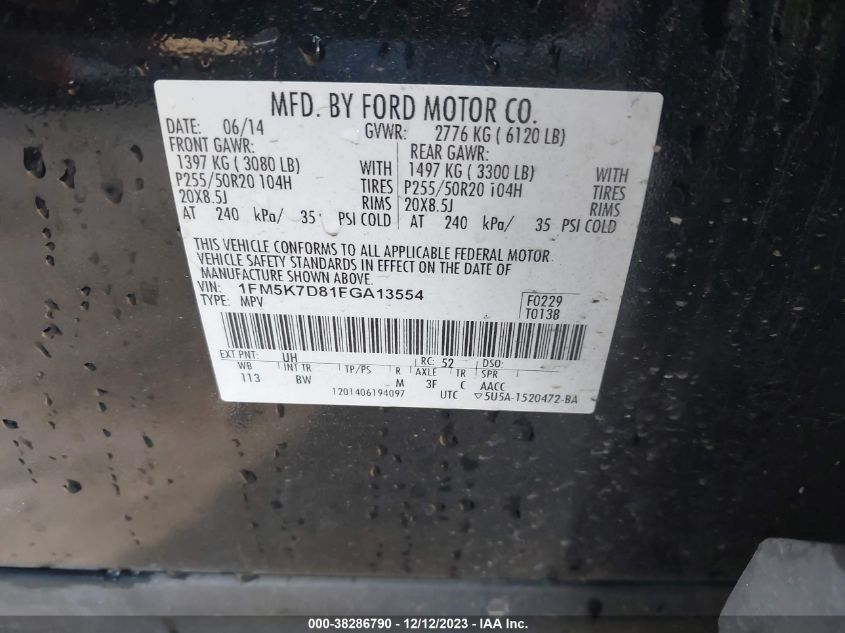 MFD. BY FORD MOTOR CO.
DATE: 06/14 GVWR: 2776 KG ( 6120 LB)
FRONT GAWR: REAR GAWR:
1397 KG ( 3080 LB) WITH 1497 KG ( 3300 LB) WITH
P255/50R20 104H TIRES P255/50R20 104H TIRES
20X8.5J RIMS 20X8.5J RIMS
AT 240 kPa/ 35 PSI COLD AT 240 kPa/ 35 PSI COLD
THIS VEHICLE CONFORMS TO ALL APPLICABLE FEDERAL MOTOR
VEHICLE SAFETY STANDARDS IN EFFECT ON THE DATE OF
MANUFACTURE SHOWN ABOVE.
VIN: 1FM5K7D81EGA13554
TYPE: MPV
F0229
T0138
EXT PNT: UH RC: 52 DSO:
WB INT TR TP/PS R AXLE TR SPR
113 BW M 3F C AACC
1201406194097 UTC ▽5U5A-1520472-BA
000-38286790 - 12/12/2023 - IAA Inc.